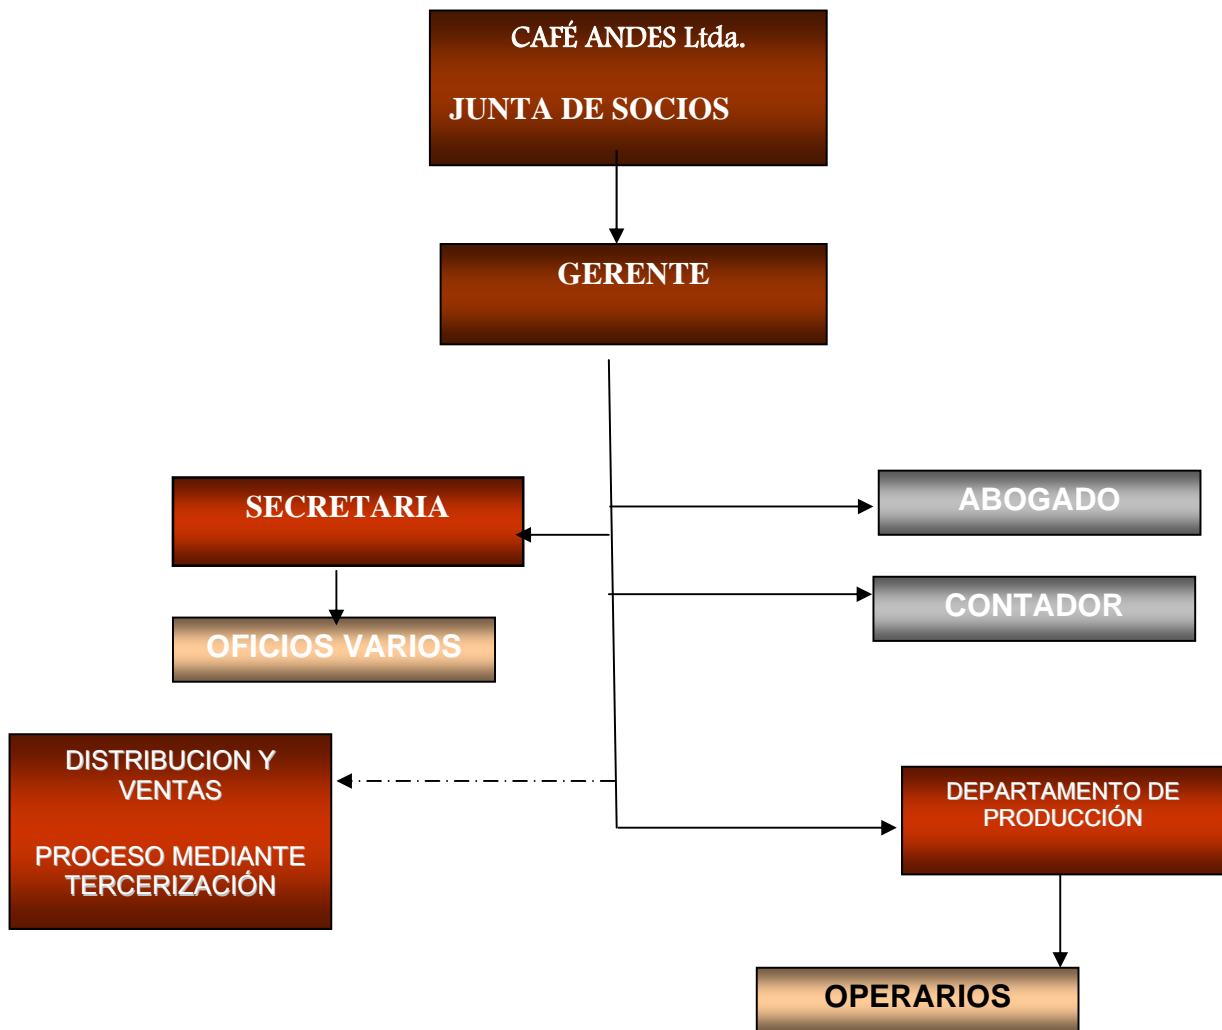 CAFÉ ANDES Ltda.
JUNTA DE SOCIOS
GERENTE
SECRETARIA
ABOGADO
CONTADOR
OFICIOS VARIOS
DISTRIBUCION Y
VENTAS
PROCESO MEDIANTE
TERCERIZACIÓN
DEPARTAMENTO DE
PRODUCCIÓN
OPERARIOS